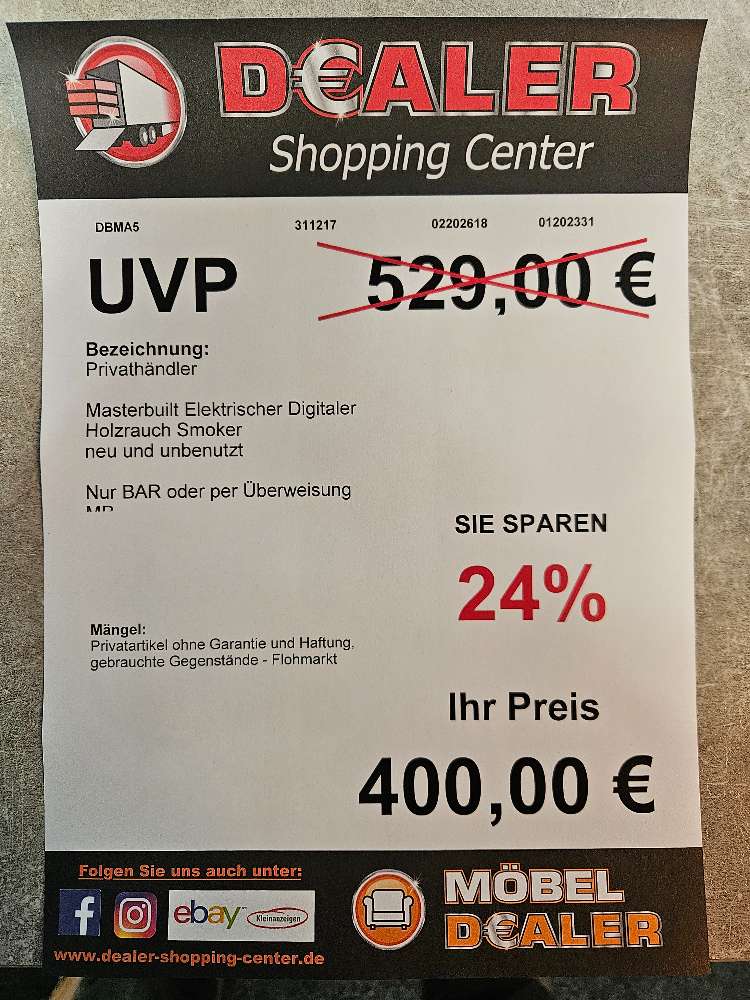 D€ALER
Shopping Center
DBMA5 311217 02202618 01202331
UVP 529,00 €
Bezeichnung:
Privathändler
Masterbuilt Elektrischer Digitaler
Holzrauch Smoker
neu und unbenutzt
Nur BAR oder per Überweisung
SIE SPAREN
24%
Mängel:
Privatartikel ohne Garantie und Haftung,
gebrauchte Gegenstände - Flohmarkt
Ihr Preis
400,00 €
Folgen Sie uns auch unter:
f ebay Kleinanzeigen
www.dealer-shopping-center.de
MÖBEL
D€ALER